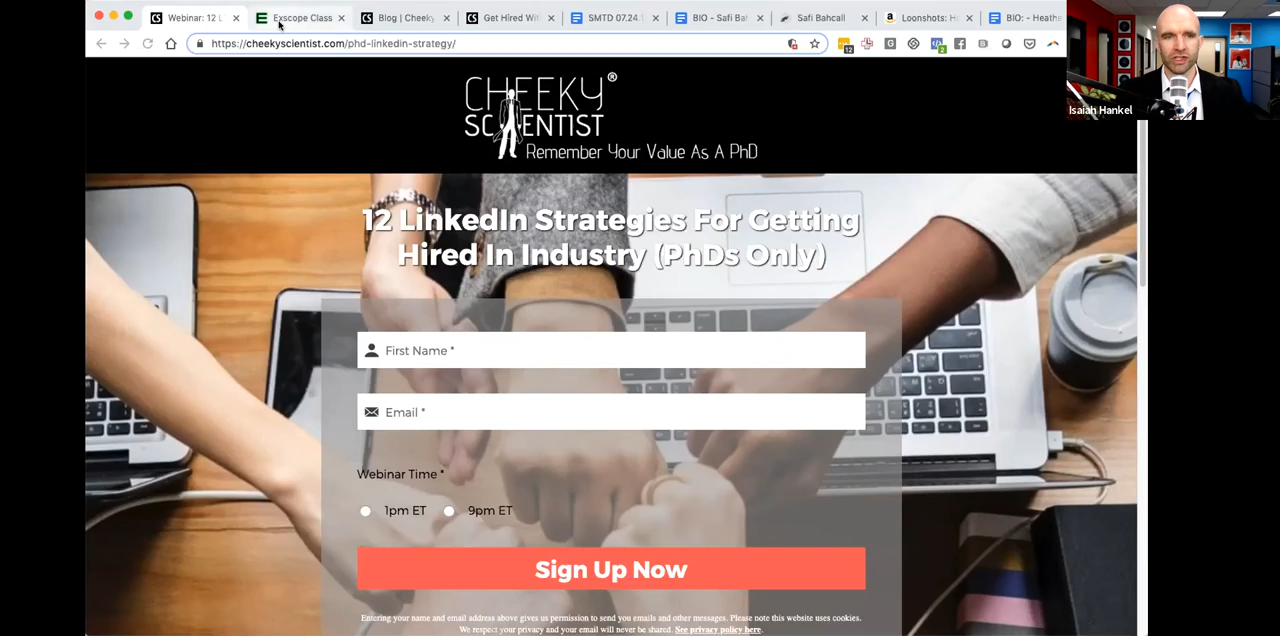 Webinar: 12 L
Exscope Class
Blog | Cheeky
Get Hired Wit
SMTD 07.24.
BIO - Safi Bah
Safi Bahcall
Loonshots: H
BIO: - Heathe
https://cheekyscientist.com/phd-linkedin-strategy/
12
2
Isaiah Hankel
CHEEKY®
SCIENTIST
Remember Your Value As A PhD
12 LinkedIn Strategies For Getting
Hired In Industry (PhDs Only)
First Name *
Email *
Webinar Time *
1pm ET
9pm ET
Sign Up Now
Entering your name and email address above gives us permission to send you emails and other messages. Please note this website uses cookies.
We respect your privacy and your email will never be shared. See privacy policy here.